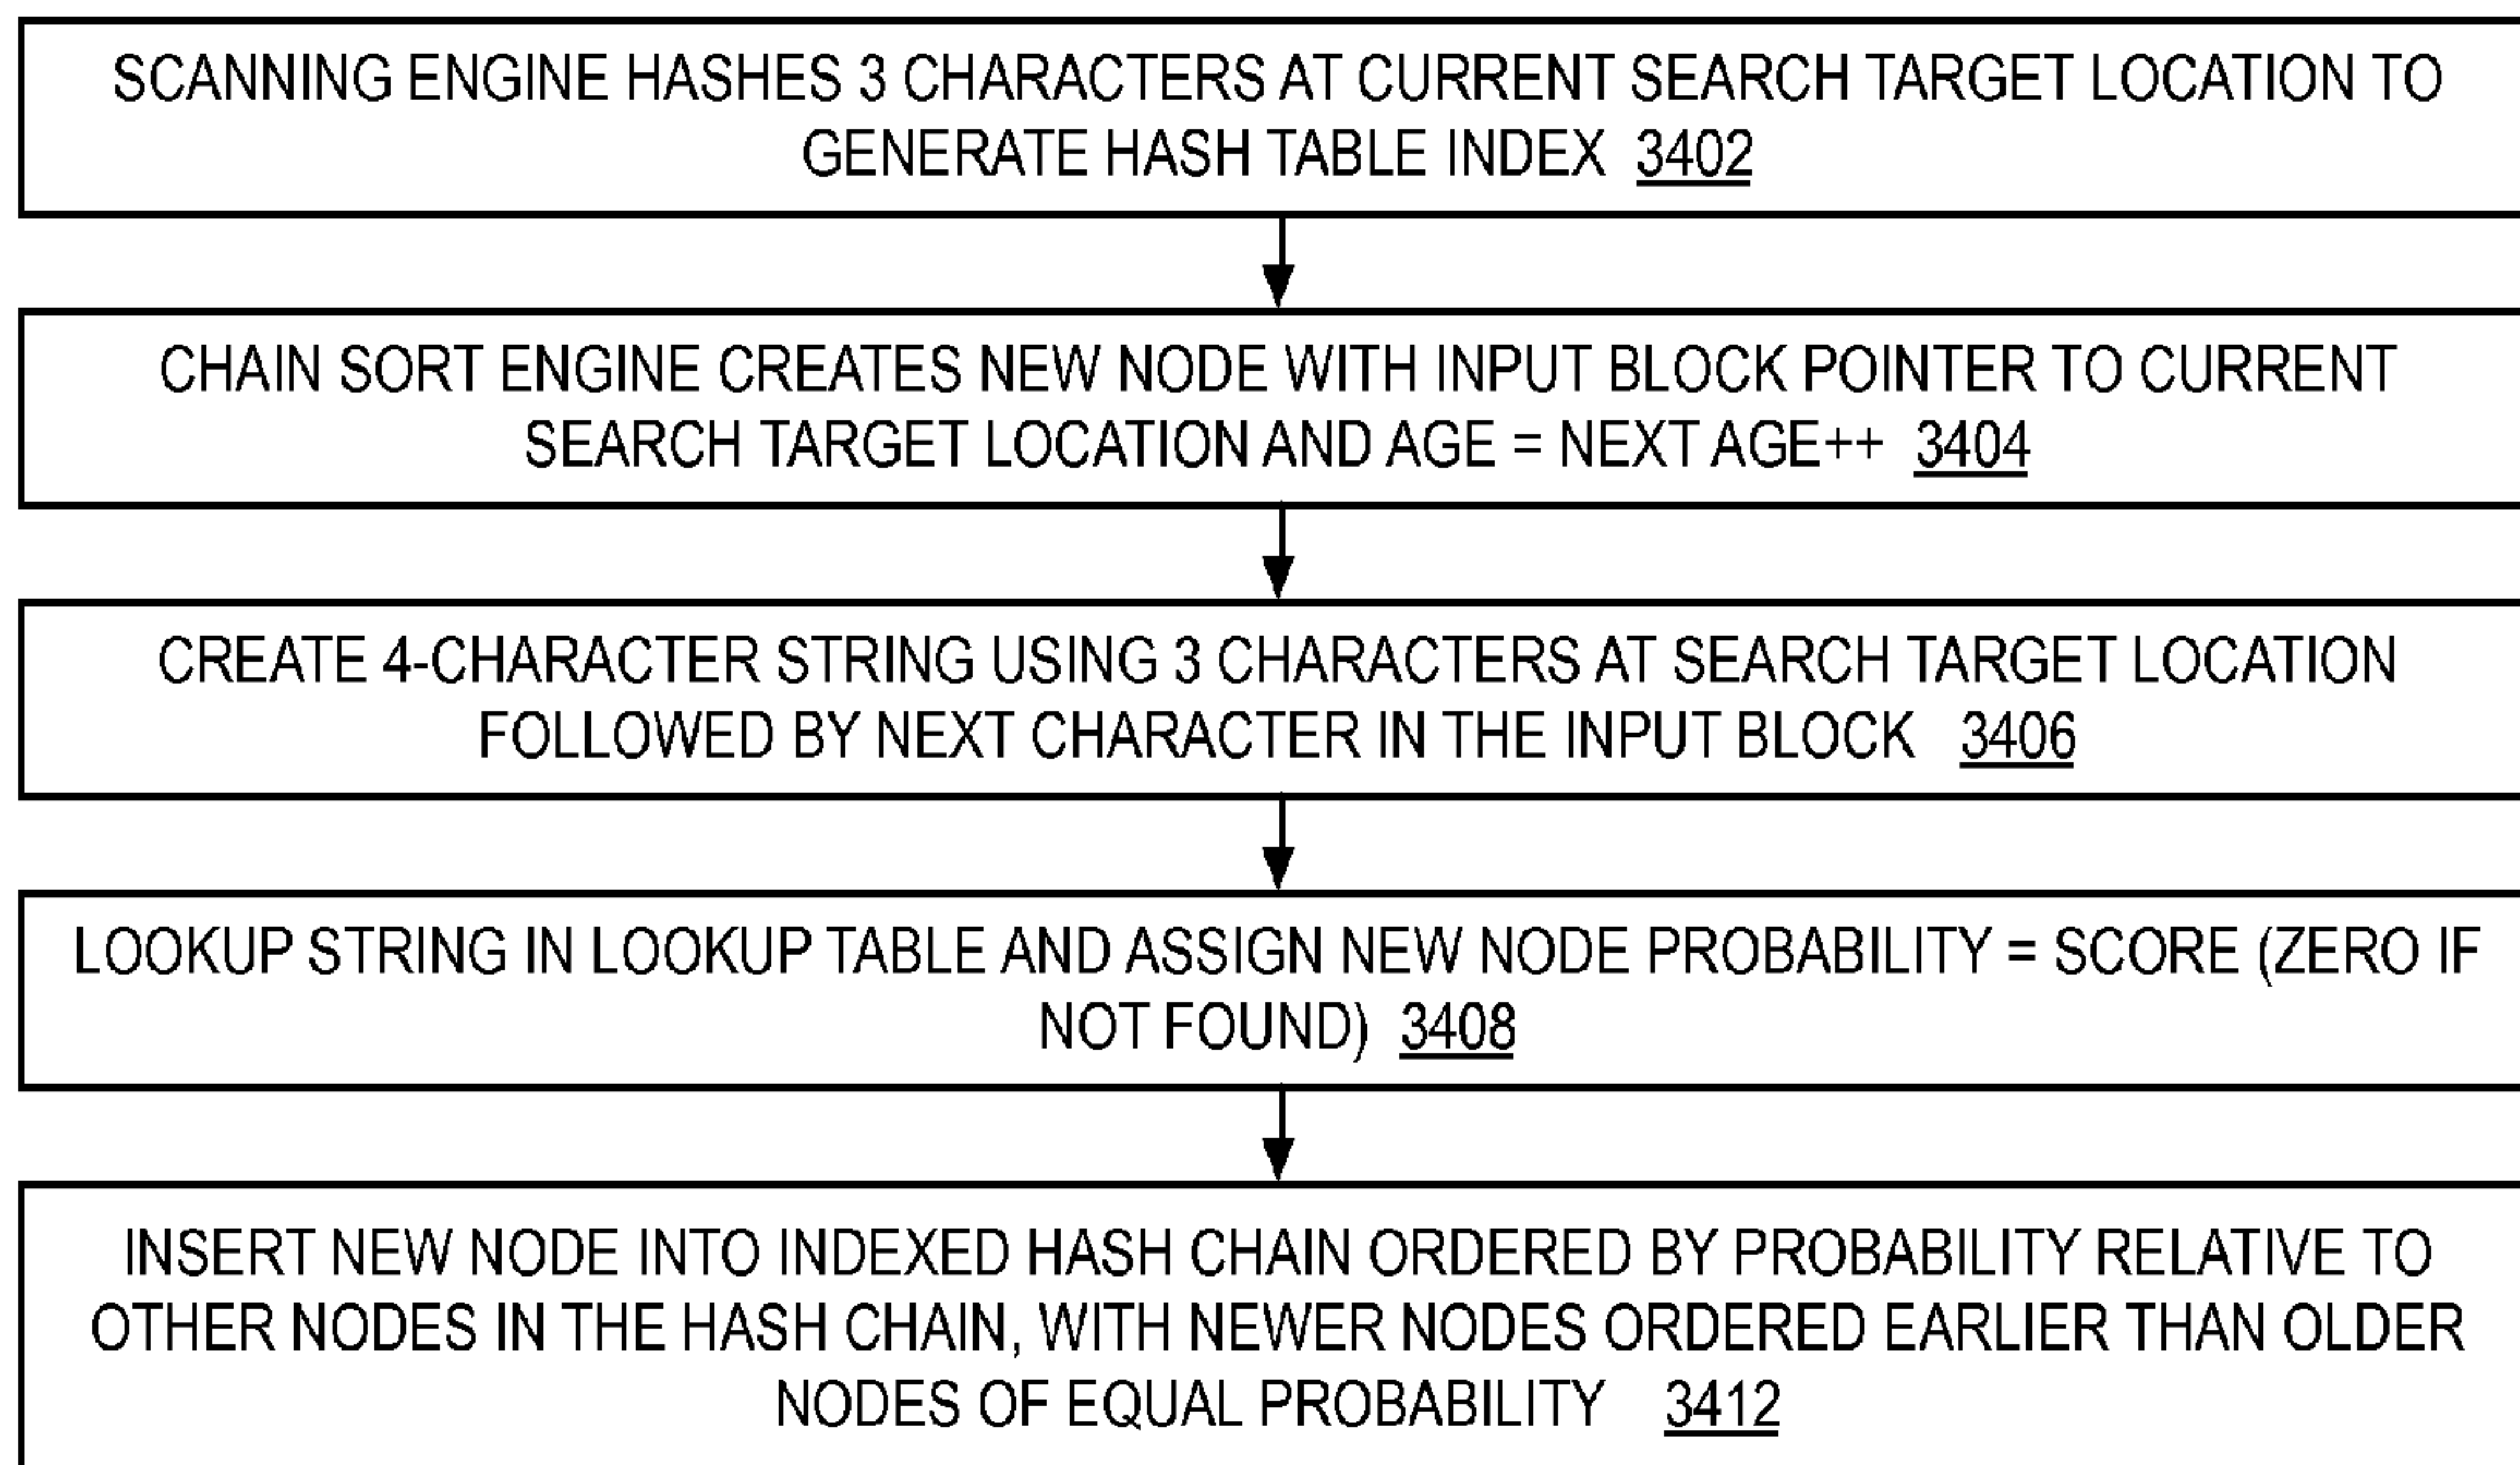 SCANNING ENGINE HASHES 3 CHARACTERS AT CURRENT SEARCH TARGET LOCATION TO
GENERATE HASH TABLE INDEX 3402
CHAIN SORT ENGINE CREATES NEW NODE WITH INPUT BLOCK POINTER TO CURRENT
SEARCH TARGET LOCATION AND AGE = NEXT AGE++ 3404
CREATE 4-CHARACTER STRING USING 3 CHARACTERS AT SEARCH TARGET LOCATION
FOLLOWED BY NEXT CHARACTER IN THE INPUT BLOCK 3406
LOOKUP STRING IN LOOKUP TABLE AND ASSIGN NEW NODE PROBABILITY = SCORE (ZERO IF
NOT FOUND) 3408
INSERT NEW NODE INTO INDEXED HASH CHAIN ORDERED BY PROBABILITY RELATIVE TO
OTHER NODES IN THE HASH CHAIN, WITH NEWER NODES ORDERED EARLIER THAN OLDER
NODES OF EQUAL PROBABILITY 3412